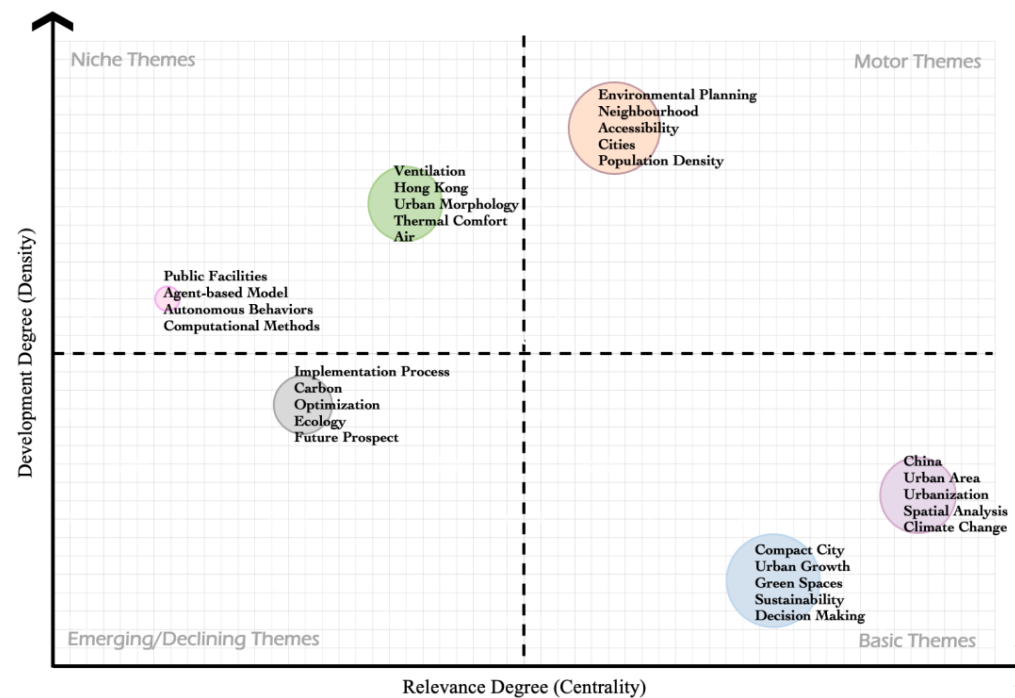 Niche Themes
Motor Themes
Environmental Planning
Neighbourhood
Accessibility
Cities
Population Density
Ventilation
Hong Kong
Urban Morphology
Thermal Comfort
Air
Public Facilities
Agent-based Model
Autonomous Behaviors
Computational Methods
Implementation Process
Carbon
Optimization
Ecology
Future Prospect
China
Urban Area
Urbanization
Spatial Analysis
Climate Change
Compact City
Urban Growth
Green Spaces
Sustainability
Decision Making
Emerging/Declining Themes
Basic Themes
Development Degree (Density)
Relevance Degree (Centrality)